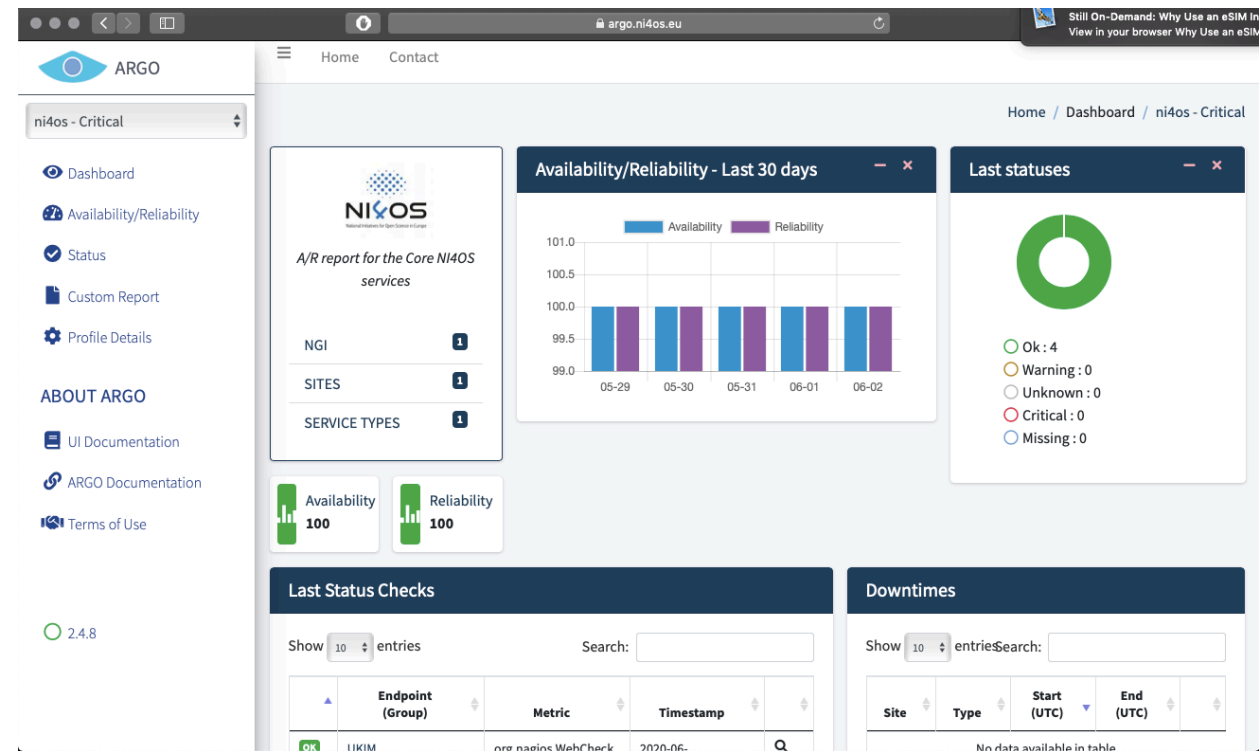 argo.ni4os.eu
Still On-Demand: Why Use an eSIM In
View in your browser Why Use an eSIM
ARGO
Home Contact
ni4os - Critical
Home / Dashboard / ni4os - Critical
Dashboard
Availability/Reliability
Status
Custom Report
Profile Details
ABOUT ARGO
UI Documentation
ARGO Documentation
Terms of Use
2.4.8
NI4OS
National Initiatives for Open Science in Europe
A/R report for the Core NI4OS
services
NGI 1
SITES 1
SERVICE TYPES 1
Availability/Reliability - Last 30 days
Availability Reliability
101.0
100.5
100.0
99.5
99.0
05-29 05-30 05-31 06-01 06-02
Last statuses
Ok : 4
Warning : 0
Unknown : 0
Critical : 0
Missing : 0
Availability
100
Reliability
100
Last Status Checks
Show 10 entries Search:
Endpoint
(Group) Metric Timestamp
OK UKIM org.nagios.WebCheck 2020-06-
Downtimes
Show 10 entries Search:
Site Type Start
(UTC) End
(UTC)
No data available in table